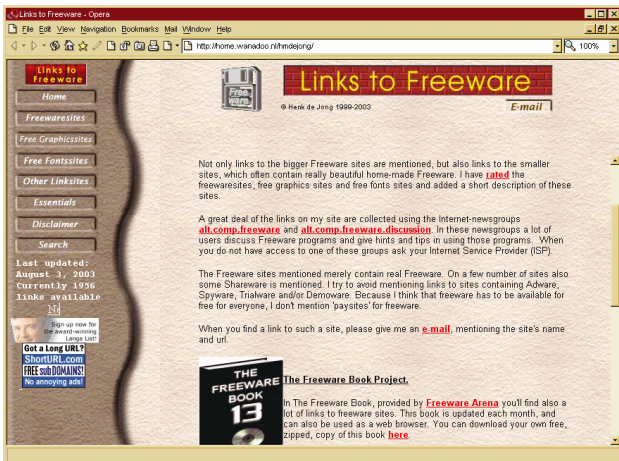 Links to Freeware - Opera
File Edit View Navigation Bookmarks Mail Window Help
http://home.wanadoo.nl/hmdejong/
100%
Links to
Freeware
Home
Freewaresites
Free Graphicssites
Free Fontssites
Other Linksites
Essentials
Disclaimer
Search
Last updated:
August 3, 2003
Currently 1956
links available
Sign up now for
the award-winning
Langa List!
Got a Long URL?
ShortURL.com
FREE subDOMAINS!
No annoying ads!
Free
ware
Links to Freeware
© Henk de Jong 1999-2003
E-mail
Not only links to the bigger Freeware sites are mentioned, but also links to the smaller
sites, which often contain really beautiful home-made Freeware. I have rated the
freewaresites, free graphics sites and free fonts sites and added a short description of these
sites.
A great deal of the links on my site are collected using the Internet-newsgroups
alt.comp.freeware and alt.comp.freeware.discussion. In these newsgroups a lot of
users discuss Freeware programs and give hints and tips in using those programs. When
you do not have access to one of these groups ask your Internet Service Provider (ISP).
The Freeware sites mentioned merely contain real Freeware. On a few number of sites also
some Shareware is mentioned. I try to avoid mentioning links to sites containing Adware,
Spyware, Trialware and/or Demoware. Because I think that freeware has to be available for
free for everyone, I don't mention 'paysites' for freeware.
When you find a link to such a site, please give me an e-mail, mentioning the site's name
and url.
THE
FREEWARE
BOOK
13
The Freeware Book Project.
In The Freeware Book, provided by Freeware Arena you'll find also a
lot of links to freeware sites. This book is updated each month, and
can also be used as a web browser. You can download your own free,
zipped, copy of this book here.